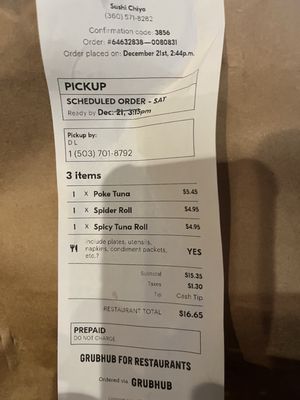 Sushi Chiyo
(360) 571-8282
Confirmation code: 3856
Order: #64632838—0080831
Order placed on: December 21st, 2:44p.m.
PICKUP
SCHEDULED ORDER - SAT
Ready by Dec. 21, 3:13pm
Pickup by:
D L
1 (503) 701-8792
3 items
1 x Poke Tuna $5.45
1 x Spider Roll $4.95
1 x Spicy Tuna Roll $4.95
Include plates, utensils,
napkins, condiment packets, YES
etc.?
Subtotal $15.35
Taxes $1.30
Tip Cash Tip
RESTAURANT TOTAL $16.65
PREPAID
DO NOT CHARGE
GRUBHUB FOR RESTAURANTS
Ordered via GRUBHUB